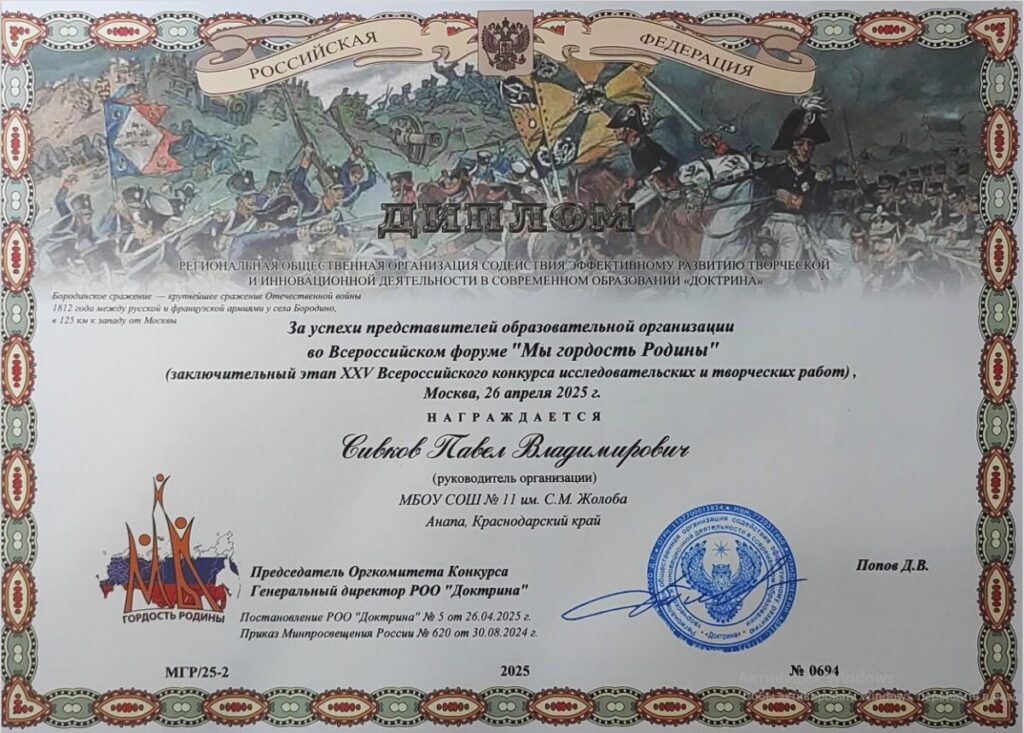 РОССИЙСКАЯ ФЕДЕРАЦИЯ
ДИПЛОМ
РЕГИОНАЛЬНАЯ ОБЩЕСТВЕННАЯ ОРГАНИЗАЦИЯ СОДЕЙСТВИЯ ЭФФЕКТИВНОМУ РАЗВИТИЮ ТВОРЧЕСКОЙ
И ИННОВАЦИОННОЙ ДЕЯТЕЛЬНОСТИ В СОВРЕМЕННОМ ОБРАЗОВАНИИ «ДОКТРИНА»
Бородинское сражение — крупнейшее сражение Отечественной войны
1812 года между русской и французской армиями у села Бородино,
в 125 км к западу от Москвы
За успехи представителей образовательной организации
во Всероссийском форуме "Мы гордость Родины"
(заключительный этап XXV Всероссийского конкурса исследовательских и творческих работ) ,
Москва, 26 апреля 2025 г.
НАГРАЖДАЕТСЯ
Сивков Павел Владимирович
(руководитель организации)
МБОУ СОШ № 11 им. С.М. Жолоба
Анапа, Краснодарский край
МЫ
ГОРДОСТЬ РОДИНЫ
Председатель Оргкомитета Конкурса
Генеральный директор РОО "Доктрина"
Попов Д.В.
Постановление РОО "Доктрина" № 5 от 26.04.2025 г.
Приказ Минпросвещения России № 620 от 30.08.2024 г.
«Доктрина»
МГР/25-2 2025 № 0694